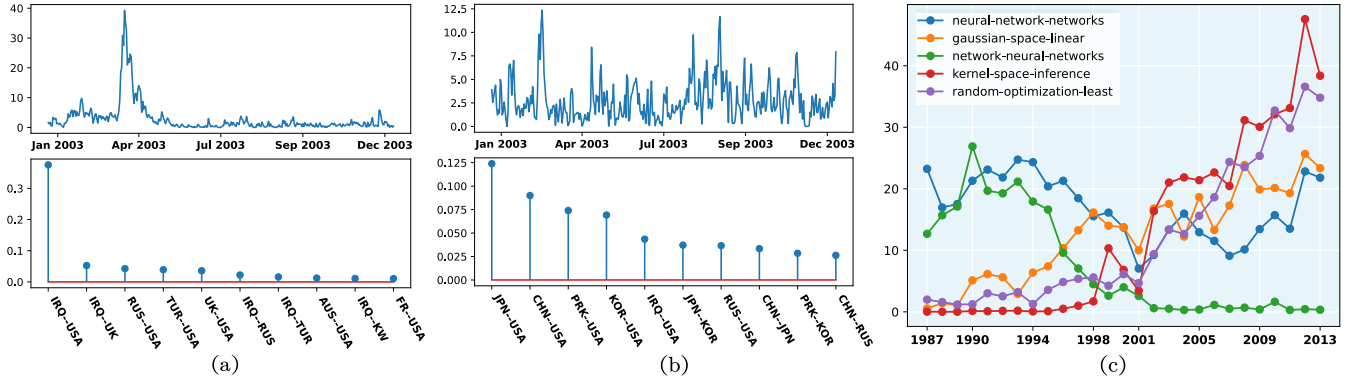 40
30
20
10
0
Jan 2003 Apr 2003 Jul 2003 Sep 2003 Dec 2003
0.3
0.2
0.1
0.0
IRQ--USA
IRQ--UK
RUS--USA
TUR--USA
UK--USA
IRQ--RUS
IRQ--TUR
AUS--USA
IRQ--KW
FR--USA
(a)
12.5
10.0
7.5
5.0
2.5
0.0
Jan 2003 Apr 2003 Jul 2003 Sep 2003 Dec 2003
0.125
0.100
0.075
0.050
0.025
0.000
JPN--USA
CHN--USA
PRK--USA
KOR--USA
IRQ--USA
JPN--KOR
RUS--USA
CHN--JPN
PRK--KOR
CHN--RUS
(b)
neural-network-networks
gaussian-space-linear
network-neural-networks
kernel-space-inference
random-optimization-least
40
30
20
10
0
1987 1990 1994 1998 2001 2005 2009 2013
(c)